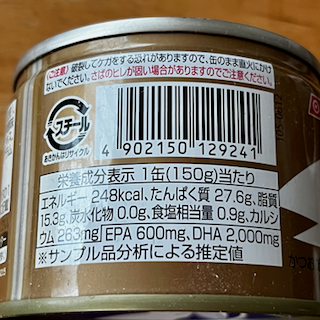 〈ご注意〉破裂してケガをする恐れがありますので、缶のまま直火にかけ
ないでください。さばのヒレが固い場合がありますのでご注意ください。
スチール
あきかんはリサイクル
4 902150 129241
栄養成分表示 1缶(150g)当たり
エネルギー 248kcal、たんぱく質 27.6g、脂質
15.3g、炭水化物 0.0g、食塩相当量 0.9g、カルシ
ウム 263mg/EPA 600mg、DHA 2,000mg
※サンプル品分析による推定値